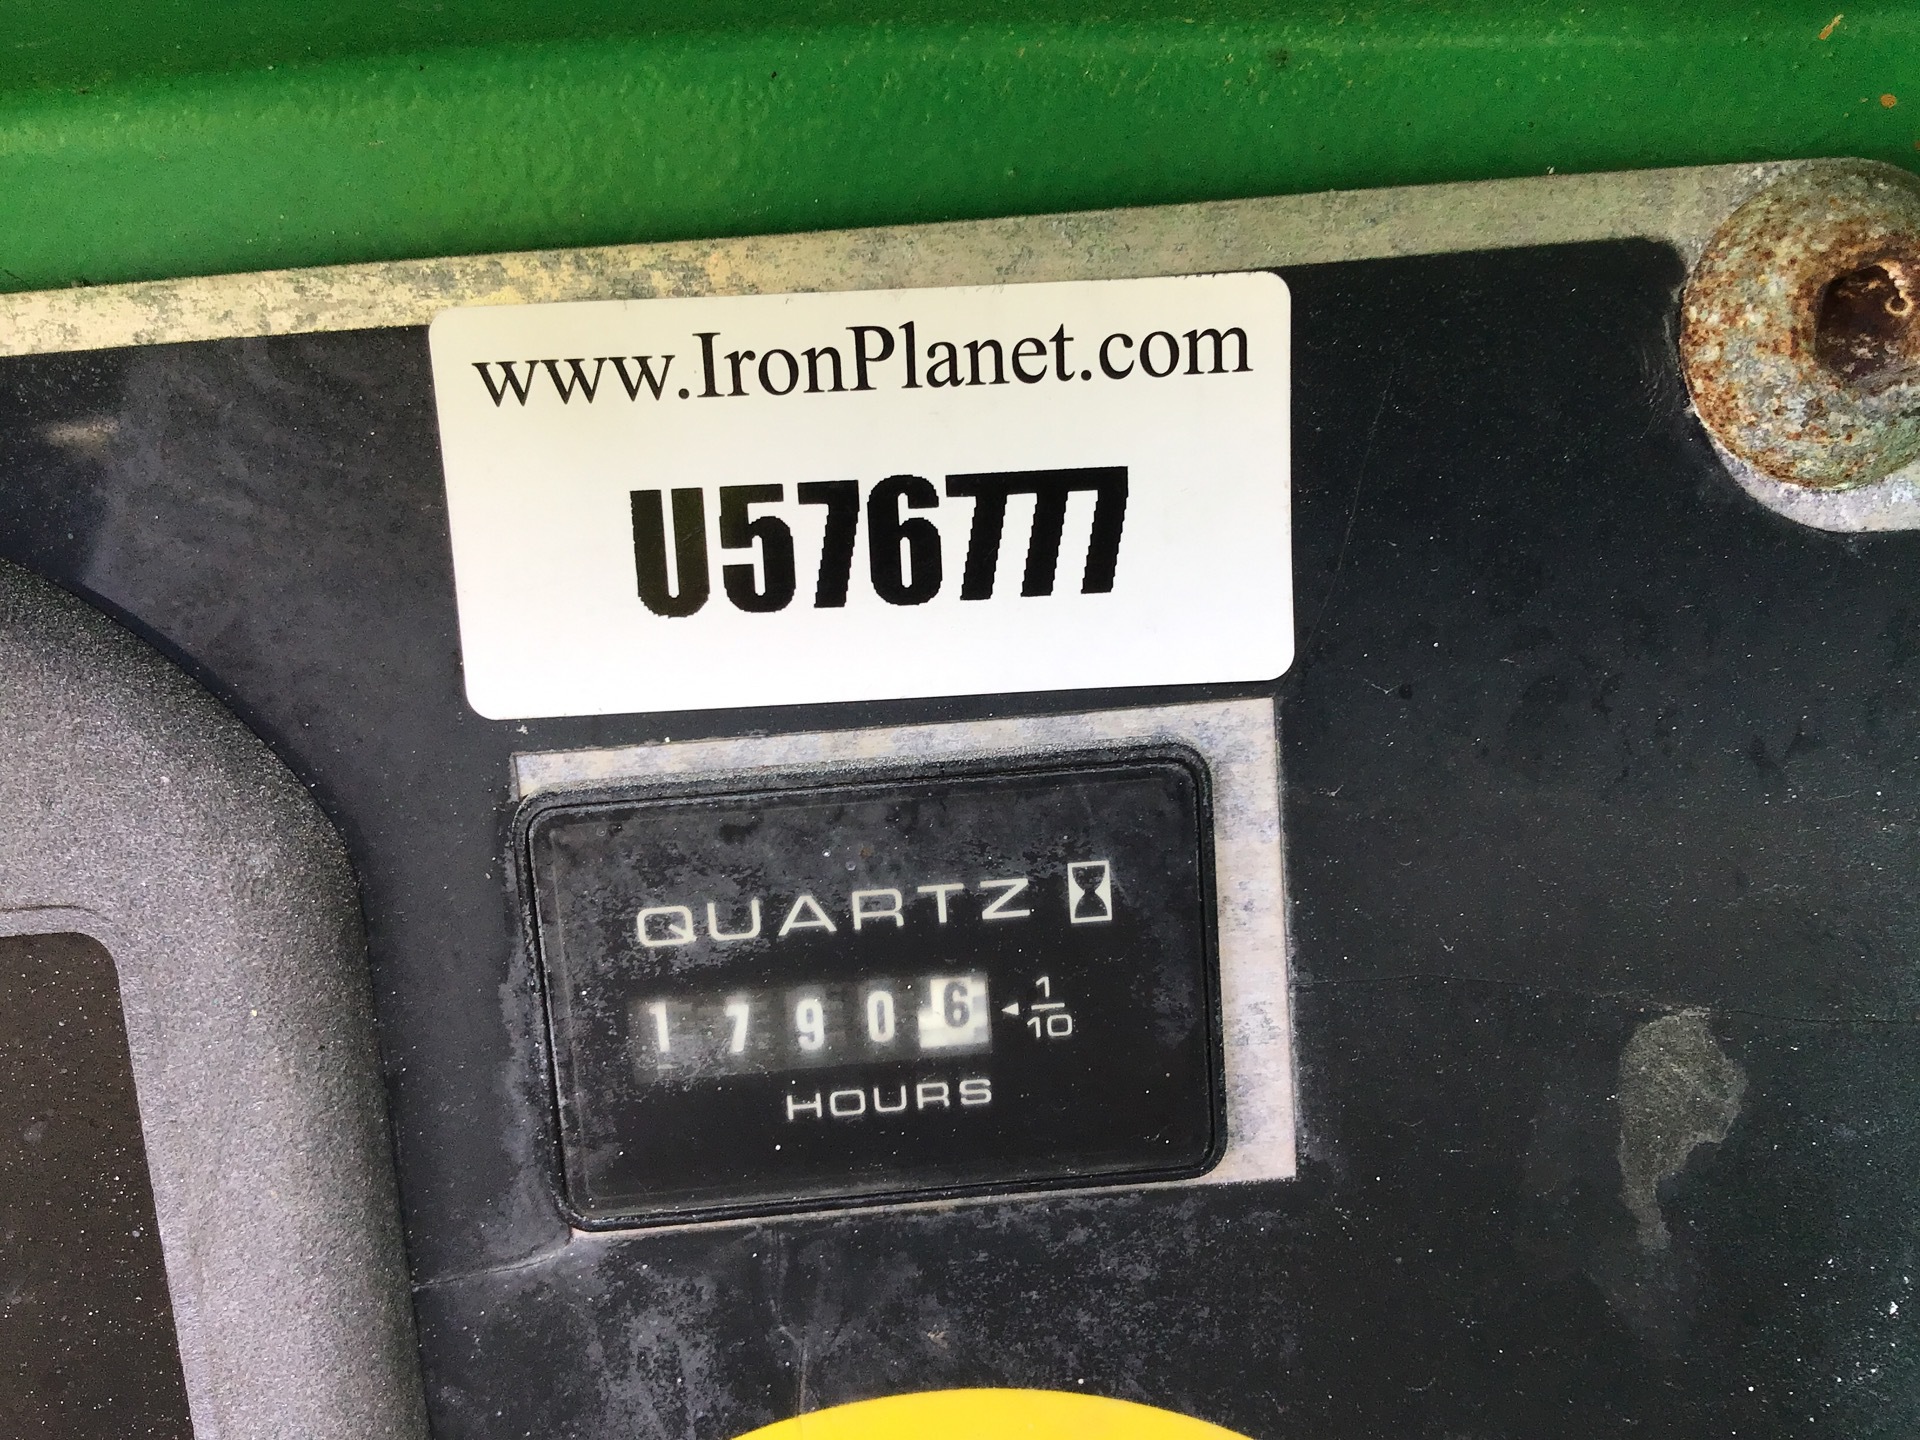 www.IronPlanet.com
U576777
QUARTZ
17906 1/10
HOURS